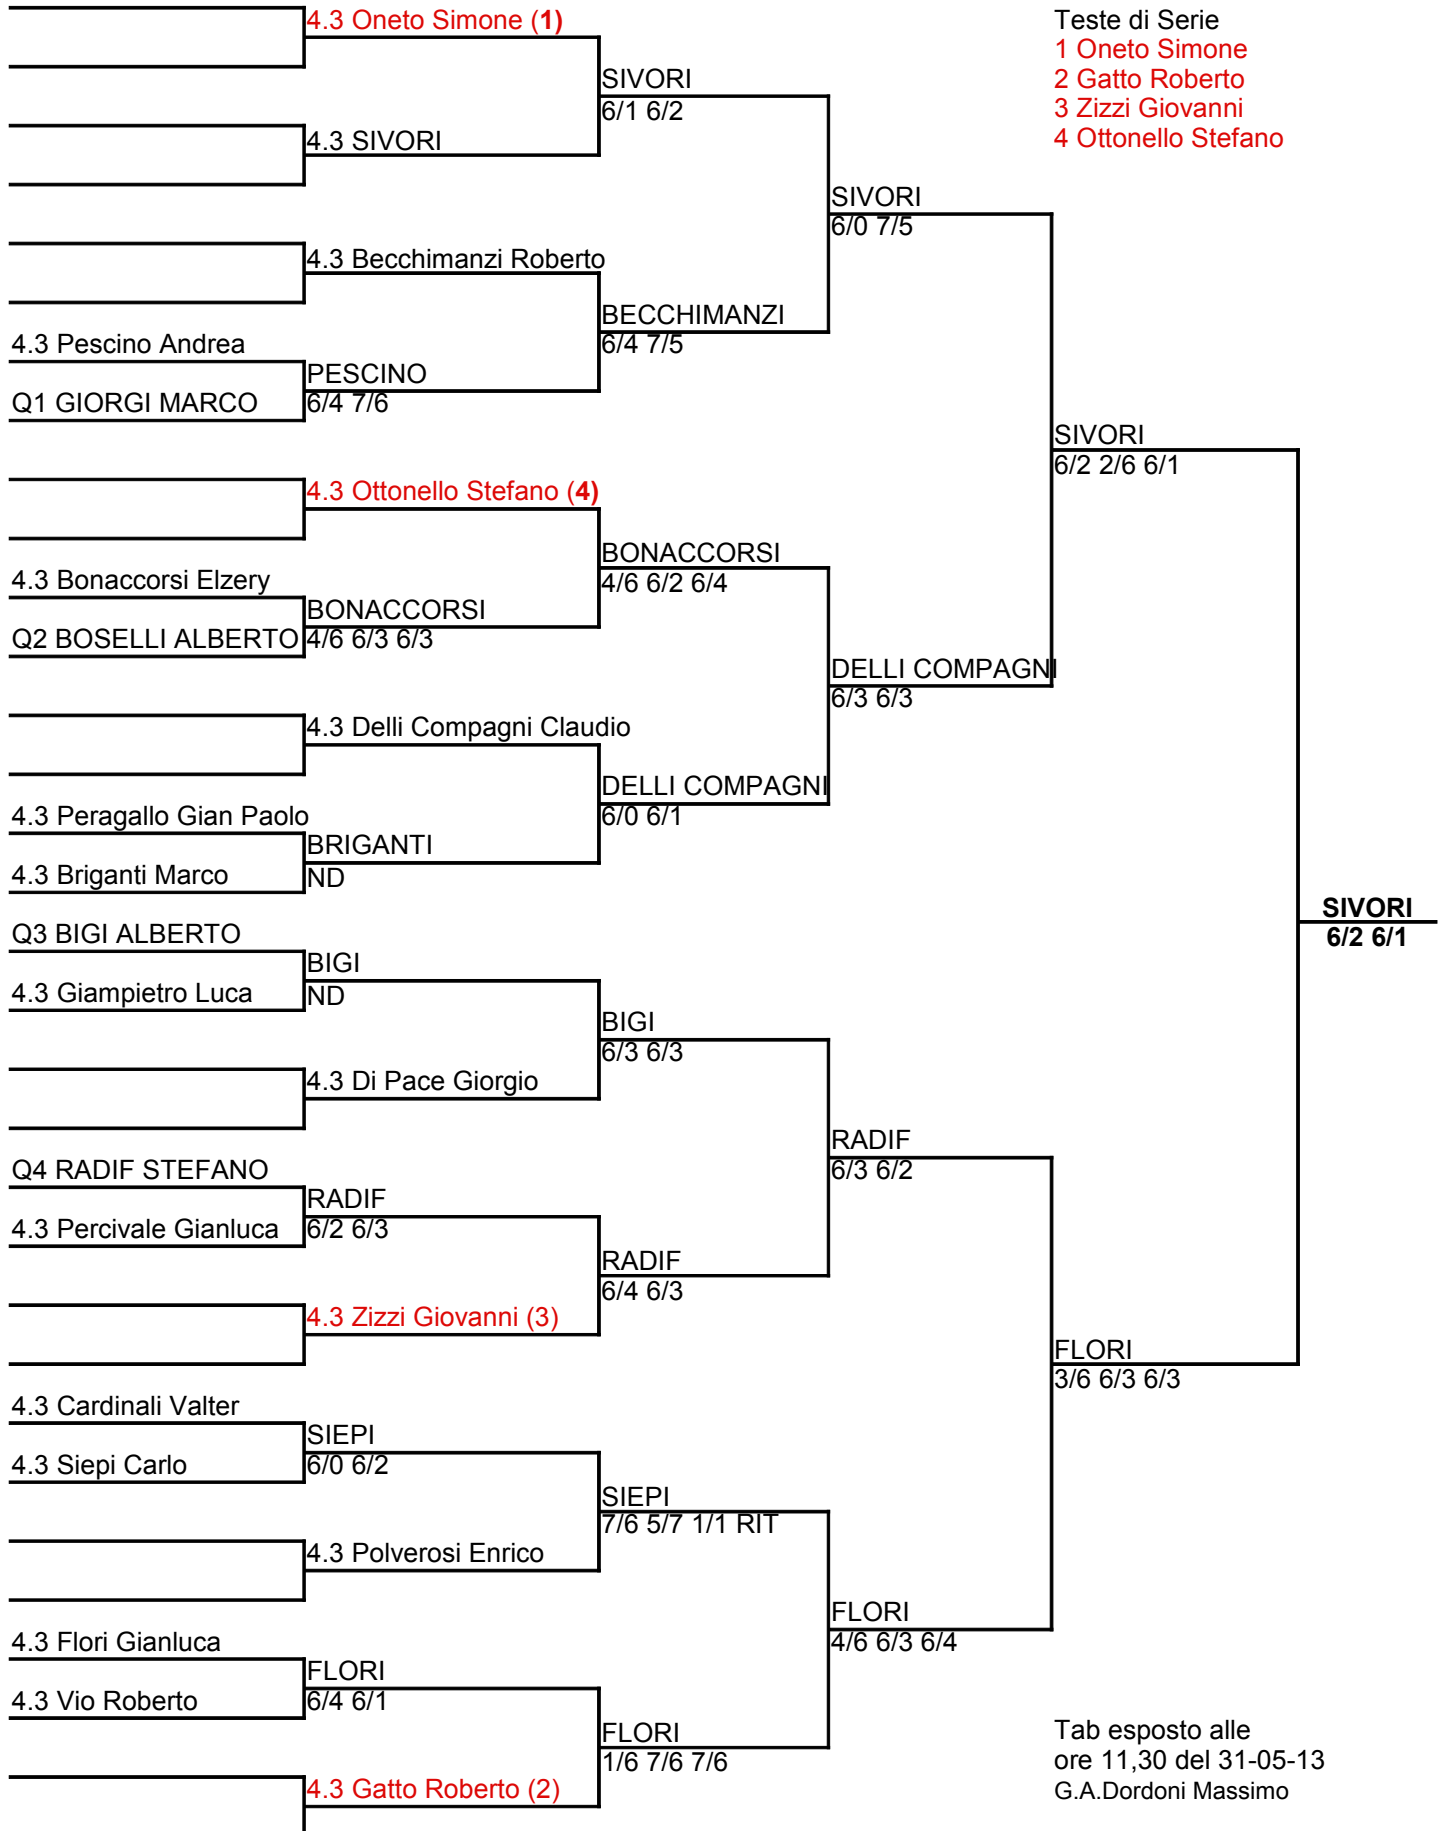 4.3 Oneto Simone (1)
SIVORI
6/1 6/2
4.3 SIVORI
SIVORI
6/0 7/5
4.3 Becchimanzi Roberto
BECCHIMANZI
6/4 7/5
4.3 Pescino Andrea
PESCINO
Q1 GIORGI MARCO
6/4 7/6
SIVORI
6/2 2/6 6/1
4.3 Ottonello Stefano (4)
BONACCORSI
4/6 6/2 6/4
4.3 Bonaccorsi Elzery
BONACCORSI
Q2 BOSELLI ALBERTO
4/6 6/3 6/3
DELLI COMPAGNI
6/3 6/3
4.3 Delli Compagni Claudio
DELLI COMPAGNI
6/0 6/1
4.3 Peragallo Gian Paolo
BRIGANTI
4.3 Briganti Marco
ND
SIVORI
6/2 6/1
Q3 BIGI ALBERTO
BIGI
4.3 Giampietro Luca
ND
BIGI
6/3 6/3
4.3 Di Pace Giorgio
RADIF
6/3 6/2
Q4 RADIF STEFANO
RADIF
4.3 Percivale Gianluca
6/2 6/3
RADIF
6/4 6/3
4.3 Zizzi Giovanni (3)
FLORI
3/6 6/3 6/3
4.3 Cardinali Valter
SIEPI
4.3 Siepi Carlo
6/0 6/2
SIEPI
7/6 5/7 1/1 RIT
4.3 Polverosi Enrico
FLORI
4/6 6/3 6/4
4.3 Flori Gianluca
FLORI
4.3 Vio Roberto
6/4 6/1
FLORI
1/6 7/6 7/6
4.3 Gatto Roberto (2)
Teste di Serie
1 Oneto Simone
2 Gatto Roberto
3 Zizzi Giovanni
4 Ottonello Stefano
Tab esposto alle
ore 11,30 del 31-05-13
G.A.Dordoni Massimo